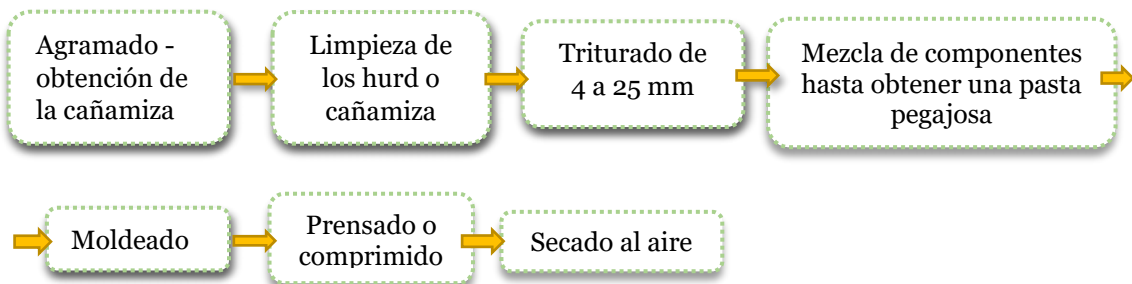 Agramado -
obtención de
la cañamiza
Limpieza de
los hurd o
cañamiza
Triturado de
4 a 25 mm
Mezcla de componentes
hasta obtener una pasta
pegajosa
Moldeado
Prensado o
comprimido
Secado al aire